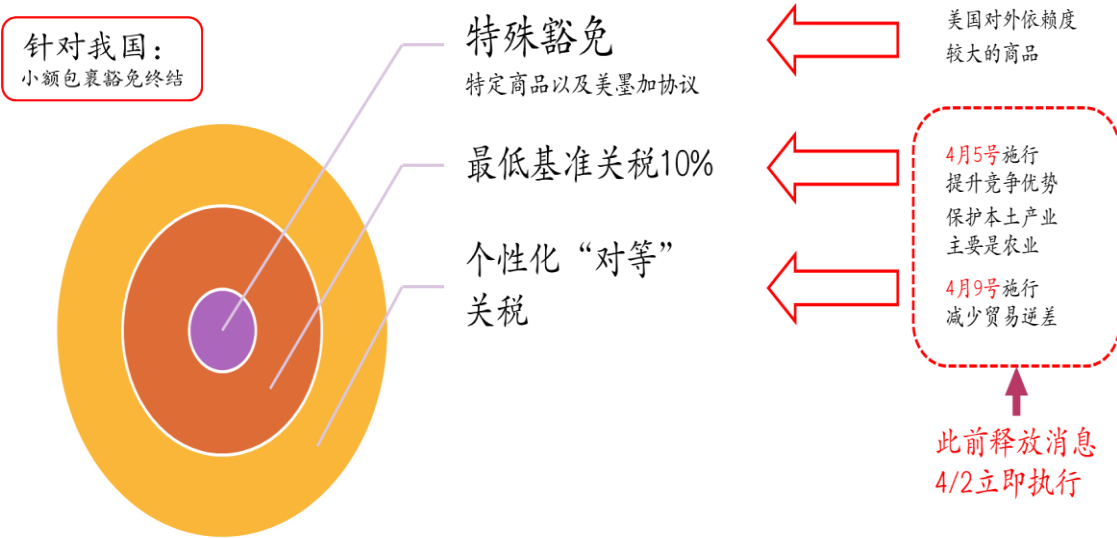 针对我国：
小额包裹豁免终结
特殊豁免
特定商品以及美墨加协议
最低基准关税10%
个性化“对等”
关税
美国对外依赖度
较大的商品
4月5号施行
提升竞争优势
保护本土产业
主要是农业
4月9号施行
减少贸易逆差
此前释放消息
4/2立即执行